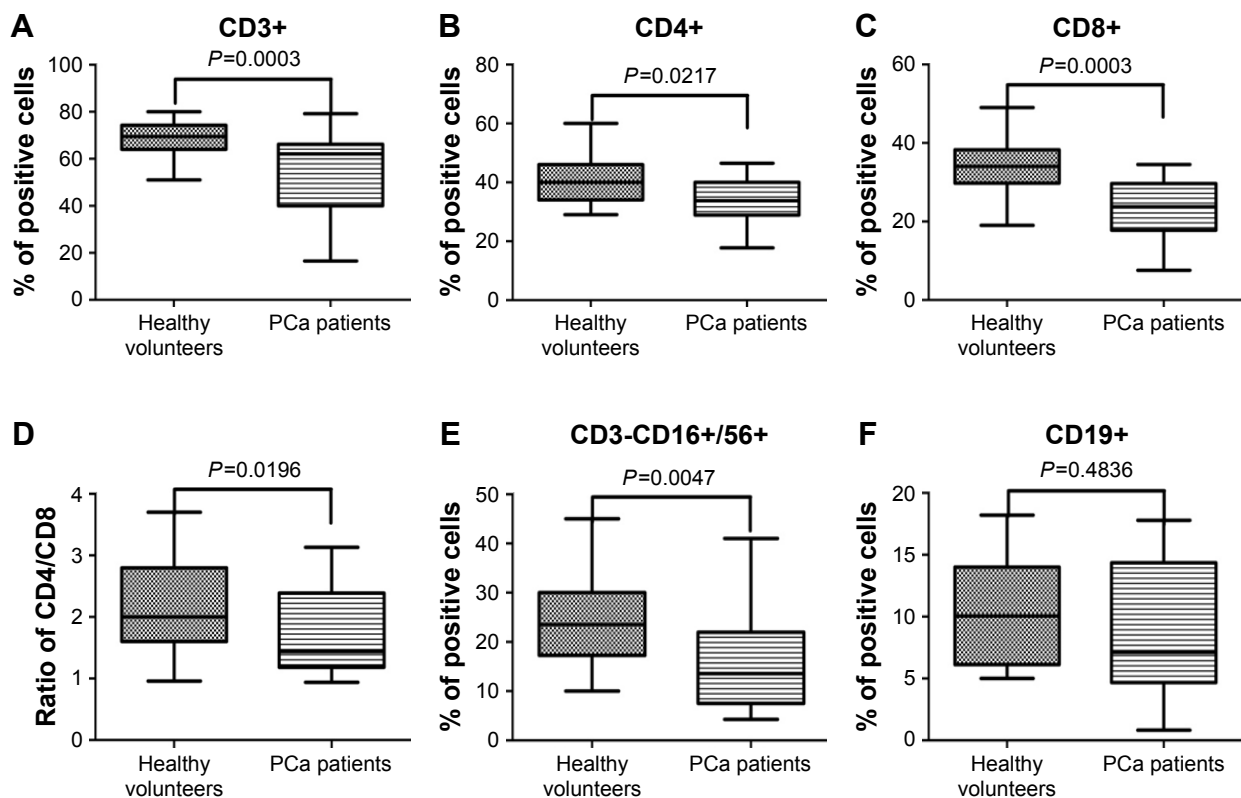 A
CD3+
P=0.0003
% of positive cells
100
80
60
40
20
0
Healthy
volunteers
PCa patients
B
CD4+
P=0.0217
% of positive cells
80
60
40
20
0
Healthy
volunteers
PCa patients
C
CD8+
P=0.0003
% of positive cells
60
40
20
0
Healthy
volunteers
PCa patients
D
P=0.0196
Ratio of CD4/CD8
4
3
2
1
0
Healthy
volunteers
PCa patients
E
CD3-CD16+/56+
P=0.0047
% of positive cells
50
40
30
20
10
0
Healthy
volunteers
PCa patients
F
CD19+
P=0.4836
% of positive cells
20
15
10
5
0
Healthy
volunteers
PCa patients